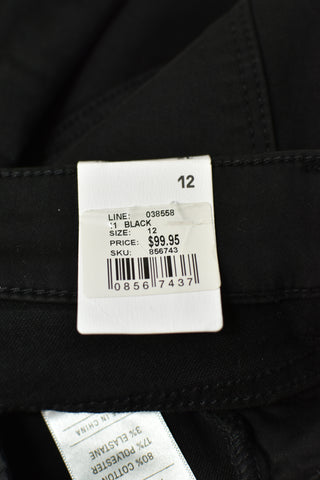 12
LINE: 038558
:1 BLACK
SIZE: 12
PRICE: $99.95
SKU: 856743
0856 7437
80% COTTON
17% POLYESTER
3% ELASTANE
IN CHINA